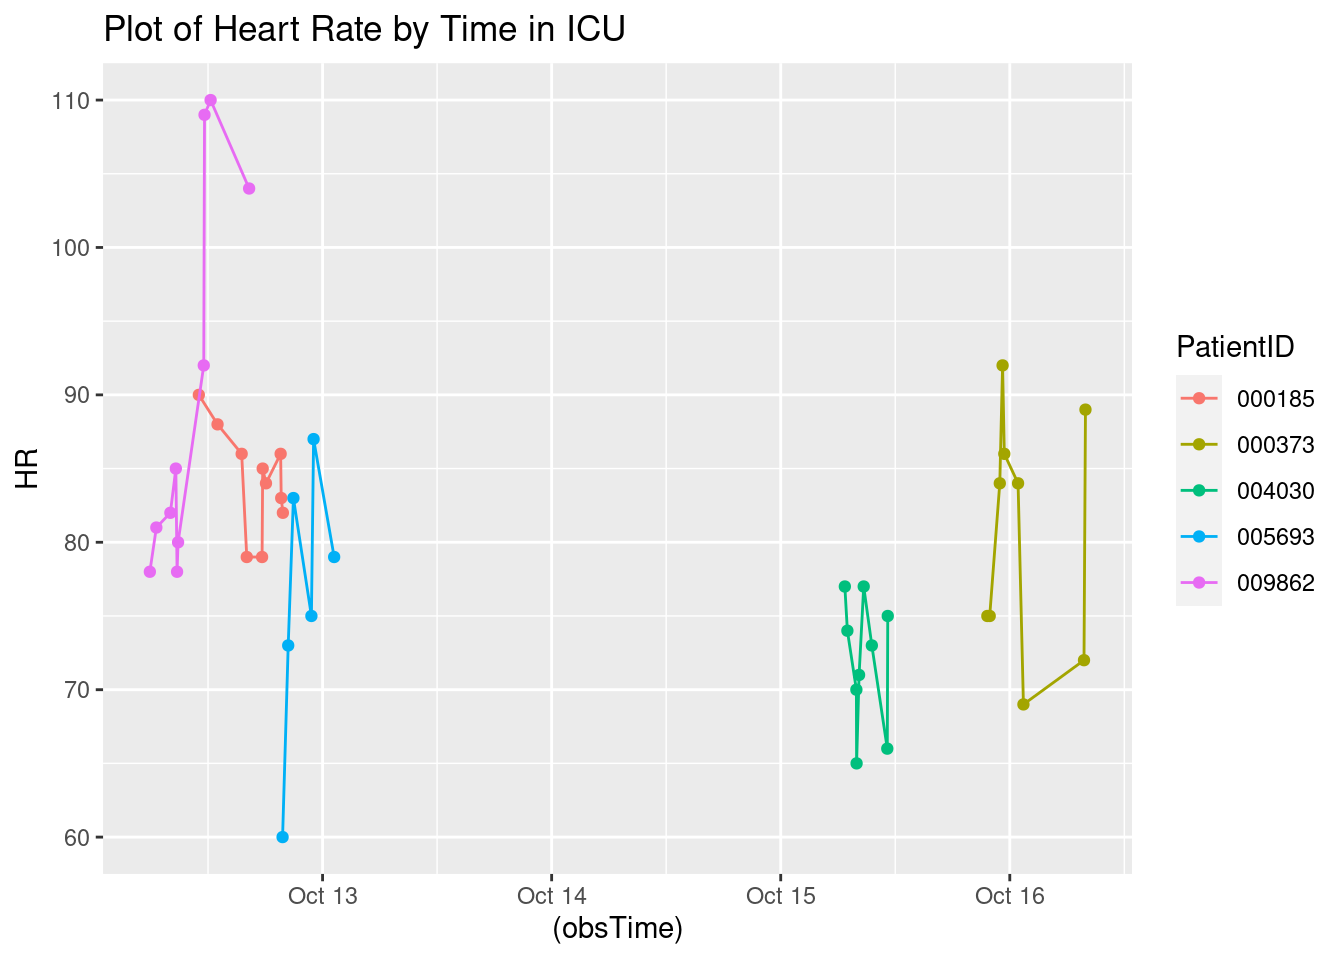 Plot of Heart Rate by Time in ICU
110
100
90
80
70
60
HR
Oct 13
Oct 14
Oct 15
Oct 16
(obsTime)
PatientID
000185
000373
004030
005693
009862